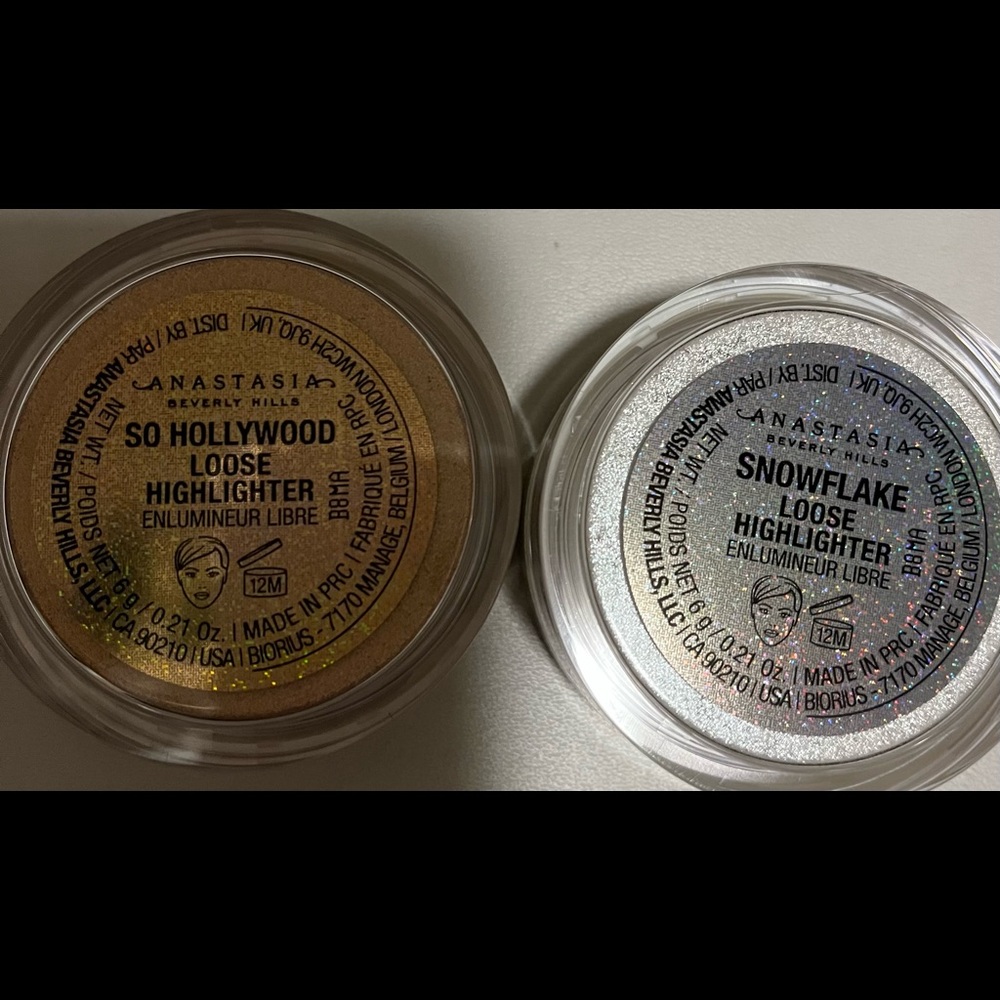 ANASTASIA
BEVERLY HILLS
SO HOLLYWOOD
LOOSE
HIGHLIGHTER
ENLUMINEUR LIBRE
12M
B8MA
NET WT. / POIDS NET 6 g / 0.21 Oz. | MADE IN PRC | FABRIQUÉ EN RPC
DIST. BY / PAR ANASTASIA BEVERLY HILLS, LLC | CA 90210 | USA | BIORIUS - 7170 MANAGE, BELGIUM / LONDON WC2H 9JQ, UK |
ANASTASIA
BEVERLY HILLS
SNOWFLAKE
LOOSE
HIGHLIGHTER
ENLUMINEUR LIBRE
12M
B8MA
NET WT. / POIDS NET 6 g / 0.21 Oz. | MADE IN PRC | FABRIQUÉ EN RPC
DIST. BY / PAR ANASTASIA BEVERLY HILLS, LLC | CA 90210 | USA | BIORIUS - 7170 MANAGE, BELGIUM / LONDON WC2H 9JQ, UK |